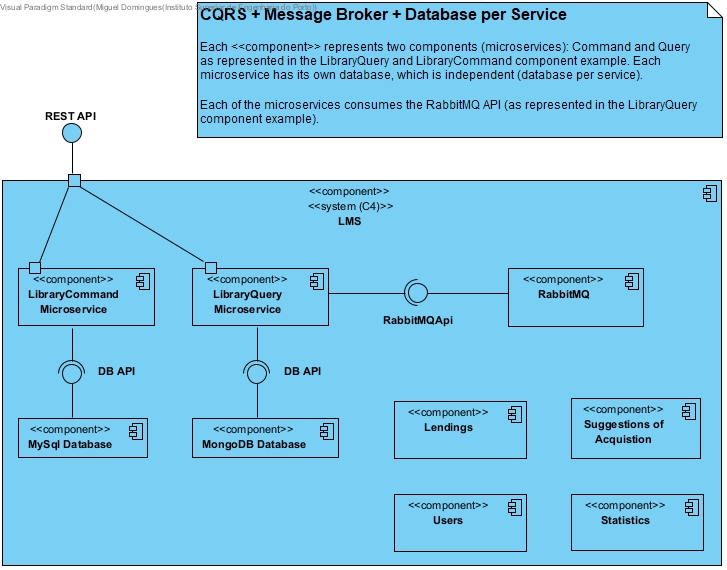 Visual Paradigm Standard(Miguel Domingues(Instituto Superior de Engenharia do Porto))
CQRS + Message Broker + Database per Service
Each <<component>> represents two components (microservices): Command and Query
as represented in the LibraryQuery and LibraryCommand component example. Each
microservice has its own database, which is independent (database per service).
Each of the microservices consumes the RabbitMQ API (as represented in the LibraryQuery
component example).
REST API
<<component>>
<<system (C4)>>
LMS
<<component>>
LibraryCommand
Microservice
<<component>>
LibraryQuery
Microservice
<<component>>
RabbitMQ
RabbitMQApi
DB API
DB API
<<component>>
MySql Database
<<component>>
MongoDB Database
<<component>>
Lendings
<<component>>
Suggestions of
Acquistion
<<component>>
Users
<<component>>
Statistics